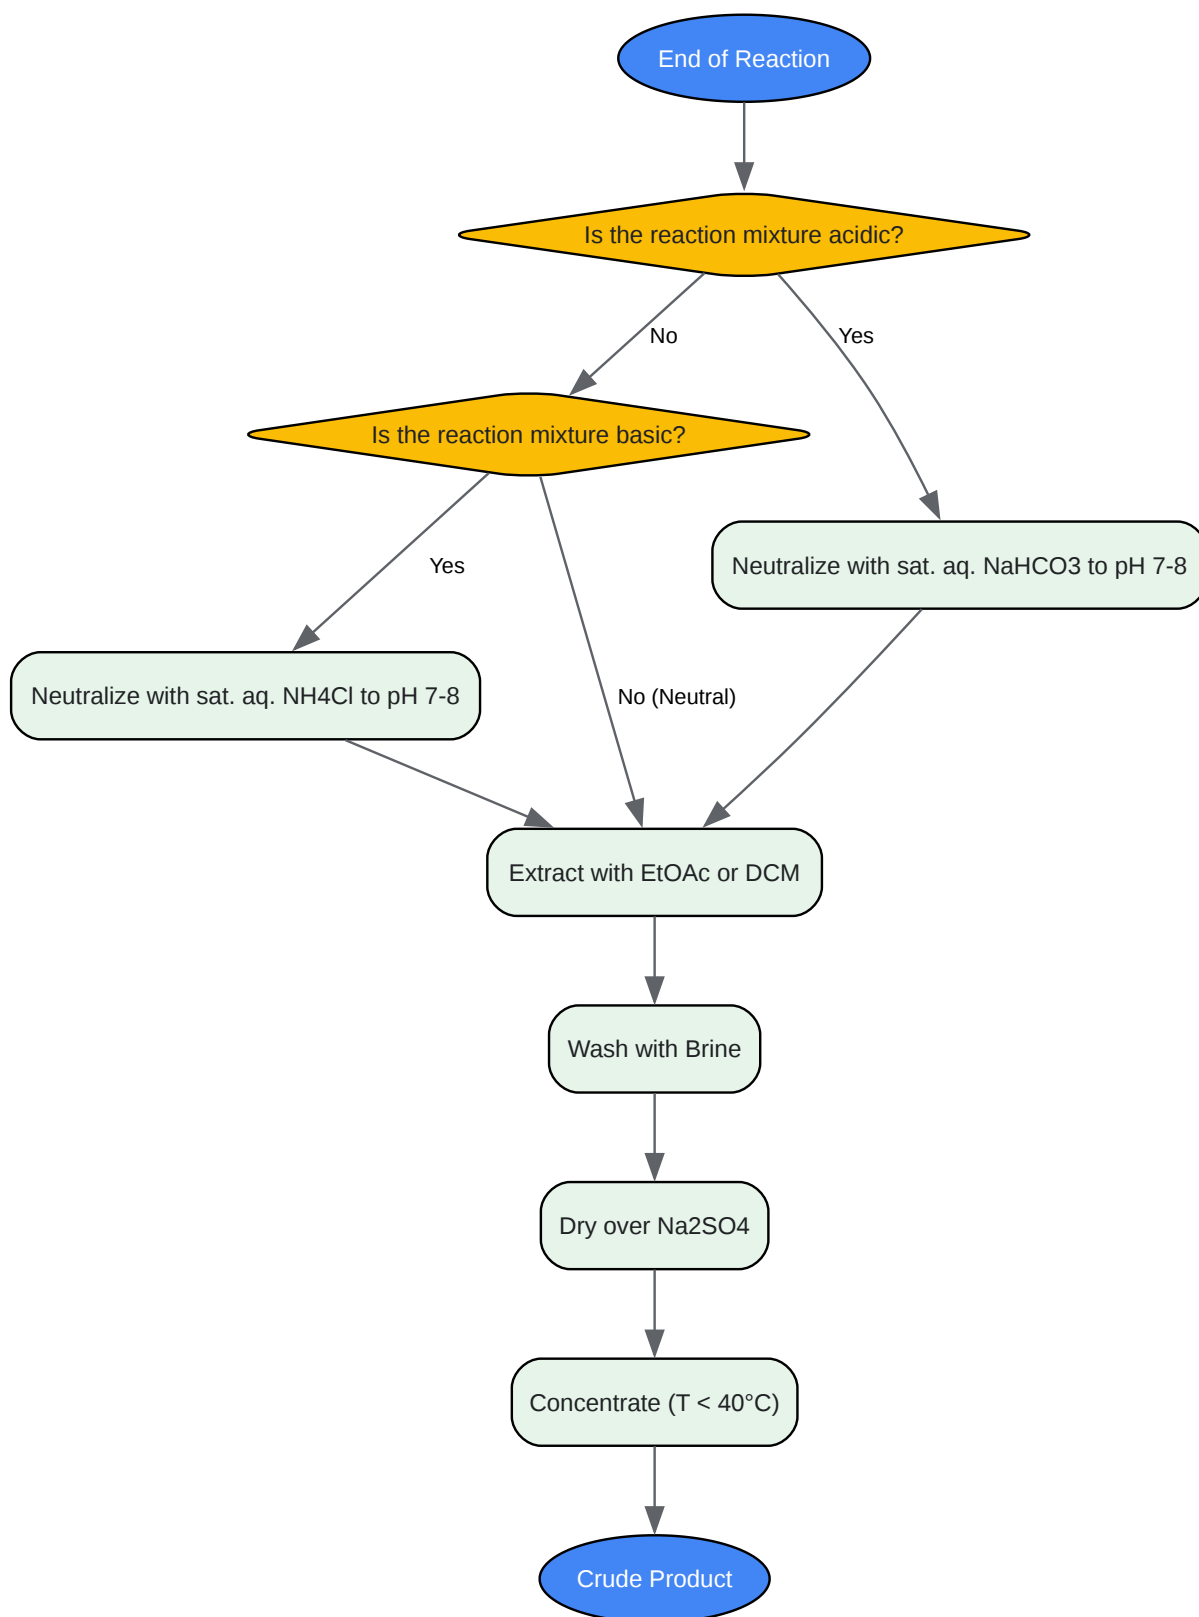 End of Reaction
Is the reaction mixture acidic?
No
Yes
Is the reaction mixture basic?
Yes
Neutralize with sat. aq. NaHCO3 to pH 7-8
Neutralize with sat. aq. NH4Cl to pH 7-8
No (Neutral)
Extract with EtOAc or DCM
Wash with Brine
Dry over Na2SO4
Concentrate (T < 40°C)
Crude Product